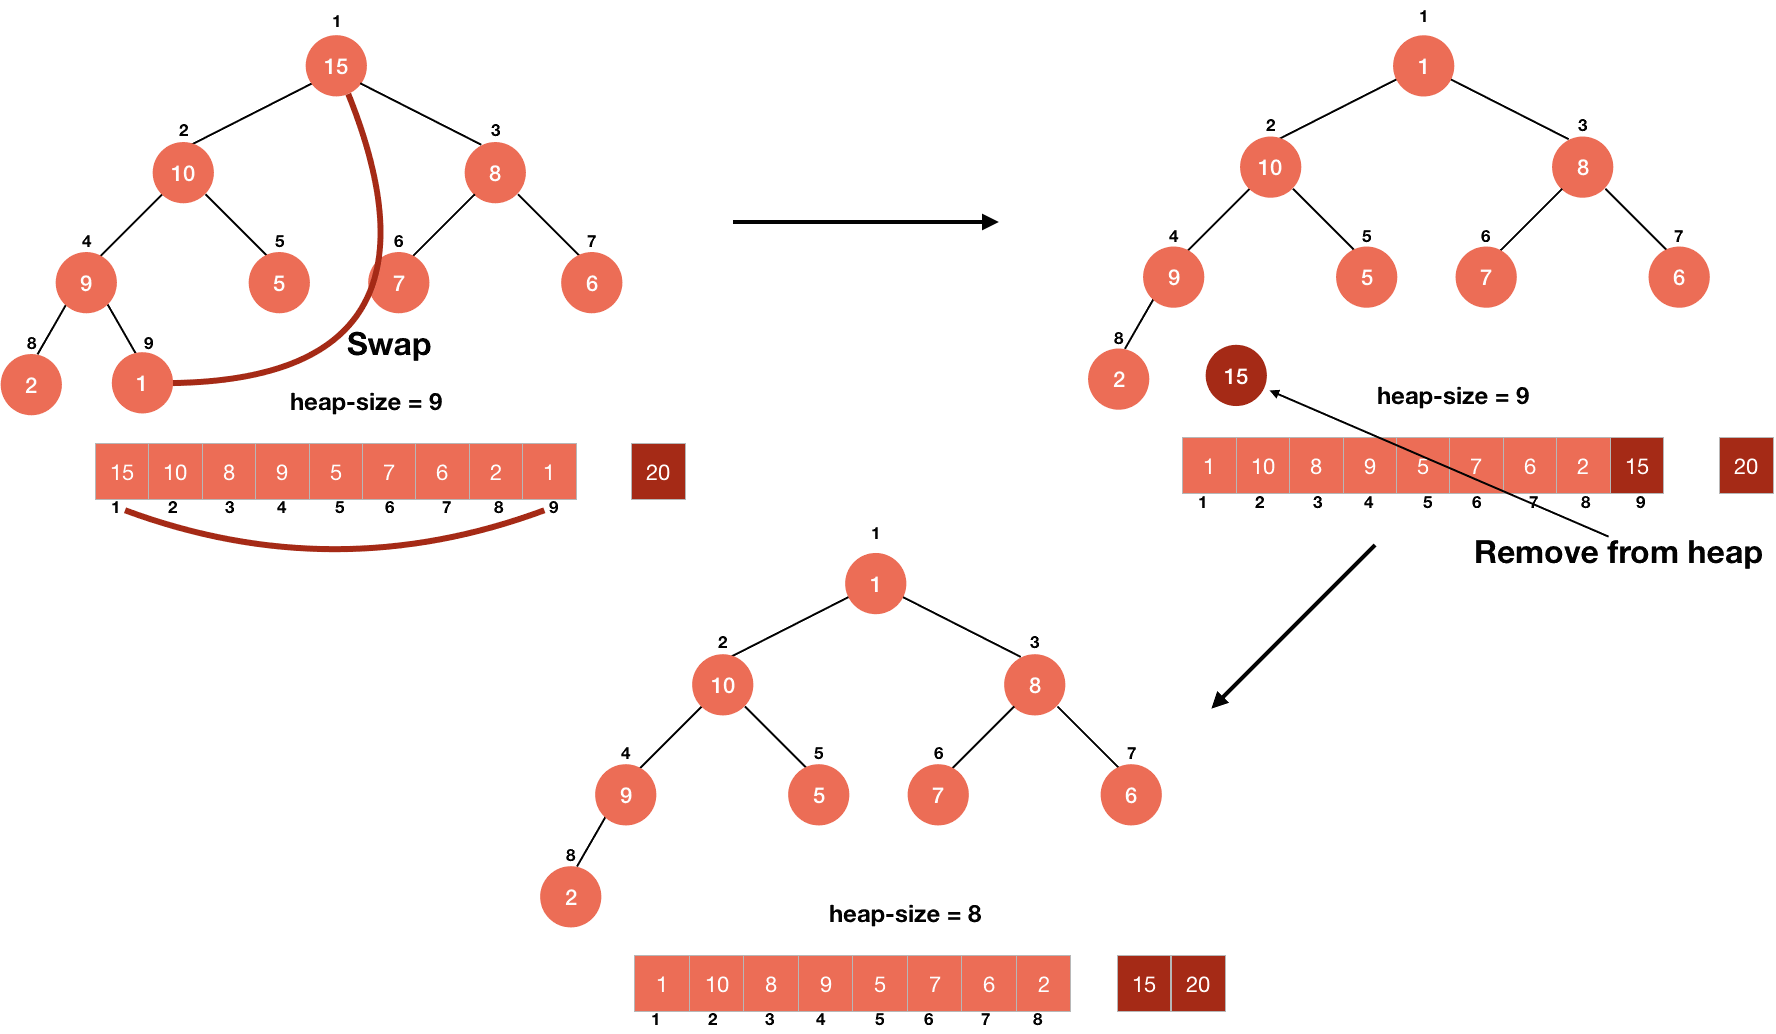 1
15
2 3
10 8
4 5 6 7
9 5 7 6
8 9
2 1
Swap
heap-size = 9
15 10 8 9 5 7 6 2 1 20
1 2 3 4 5 6 7 8 9
1
1
2 3
10 8
4 5 6 7
9 5 7 6
8
2 15
heap-size = 9
1 10 8 9 5 7 6 2 15 20
1 2 3 4 5 6 7 8 9
Remove from heap
1
1
2 3
10 8
4 5 6 7
9 5 7 6
8
2
heap-size = 8
1 10 8 9 5 7 6 2 15 20
1 2 3 4 5 6 7 8